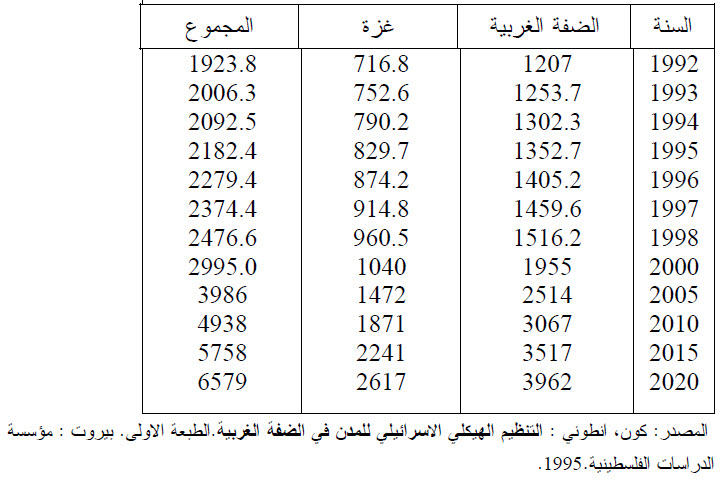 السنة الضفة الغربية غزة المجموع
1992 1207 716.8 1923.8
1993 1253.7 752.6 2006.3
1994 1302.3 790.2 2092.5
1995 1352.7 829.7 2182.4
1996 1405.2 874.2 2279.4
1997 1459.6 914.8 2374.4
1998 1516.2 960.5 2476.6
2000 1955 1040 2995.0
2005 2514 1472 3986
2010 3067 1871 4938
2015 3517 2241 5758
2020 3962 2617 6579
المصدر: كون، انطوني : التنظيم الهيكلي الاسرائيلي للمدن في الضفة الغربية.الطبعة الاولى. بيروت : مؤسسة
الدراسات الفلسطينية.1995.